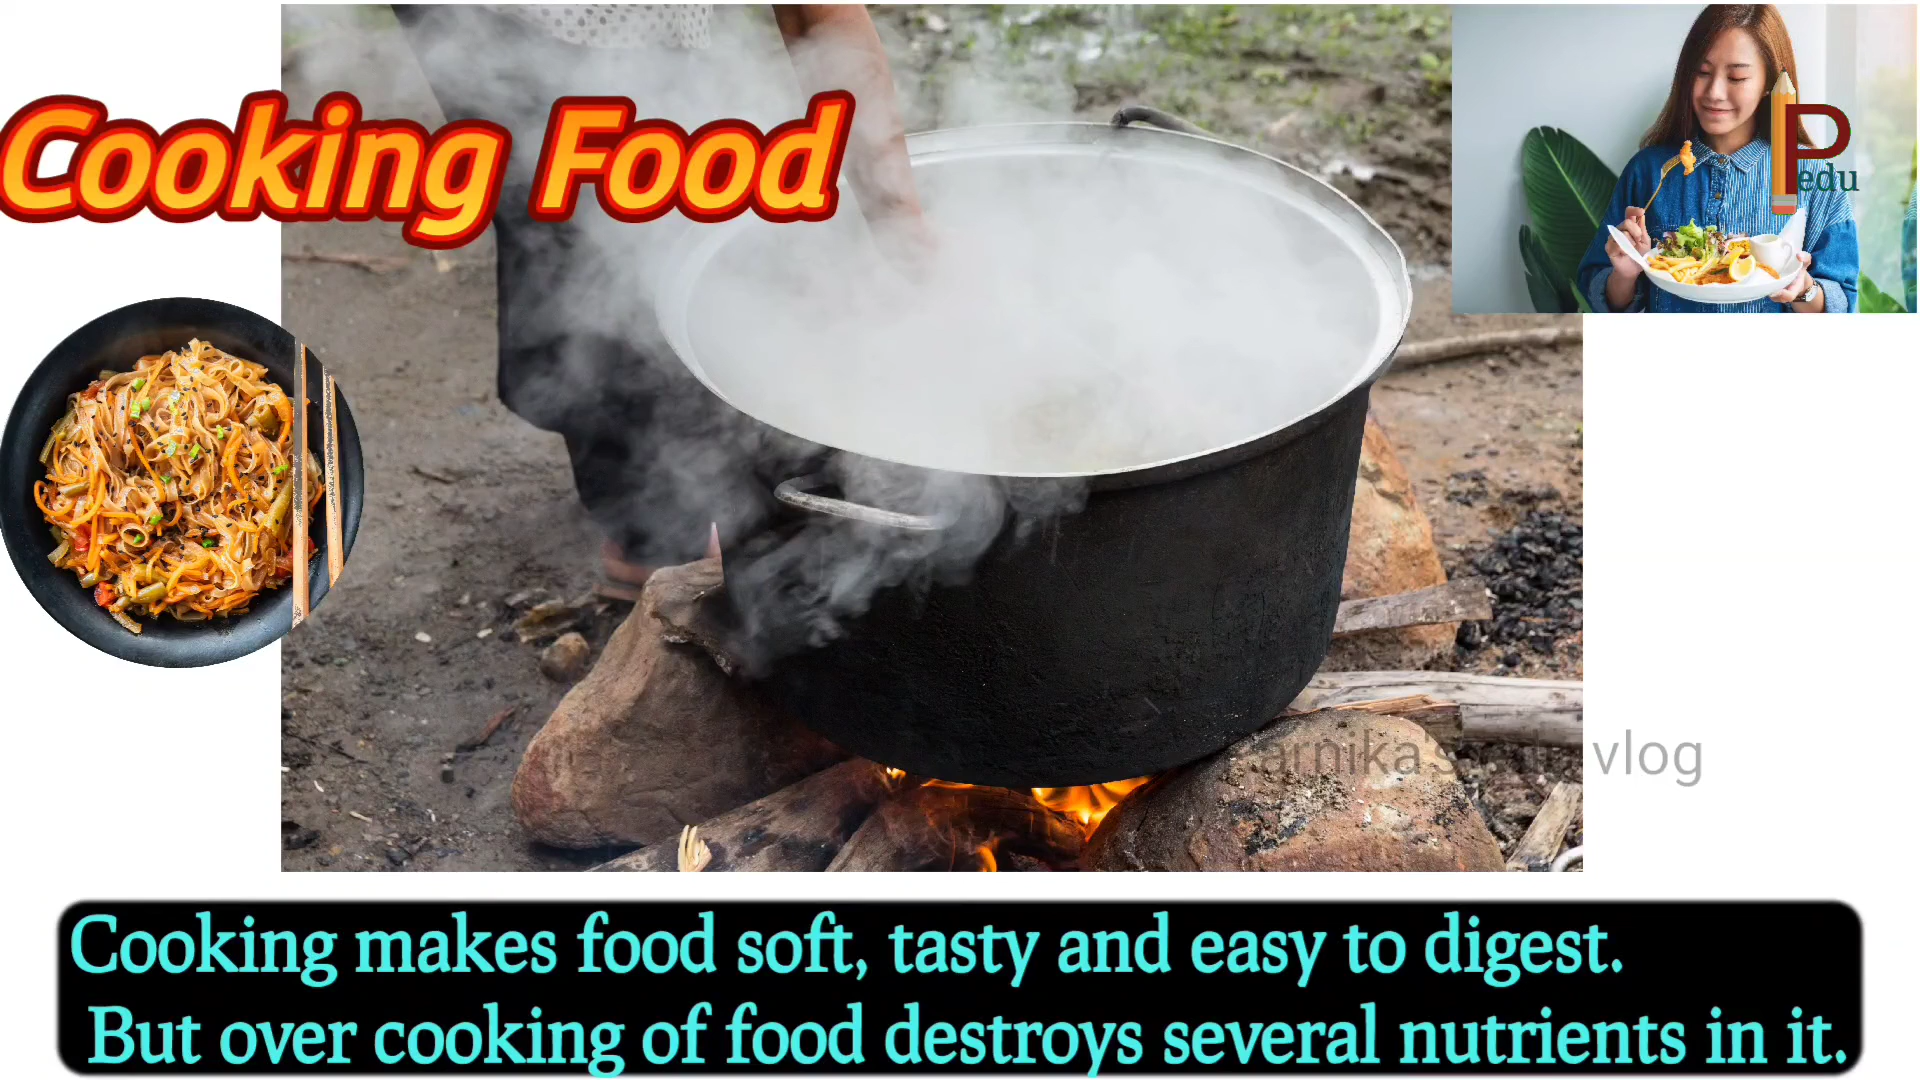 Cooking Food
P
edu
vlog
Cooking makes food soft, tasty and easy to digest.
But over cooking of food destroys several nutrients in it.